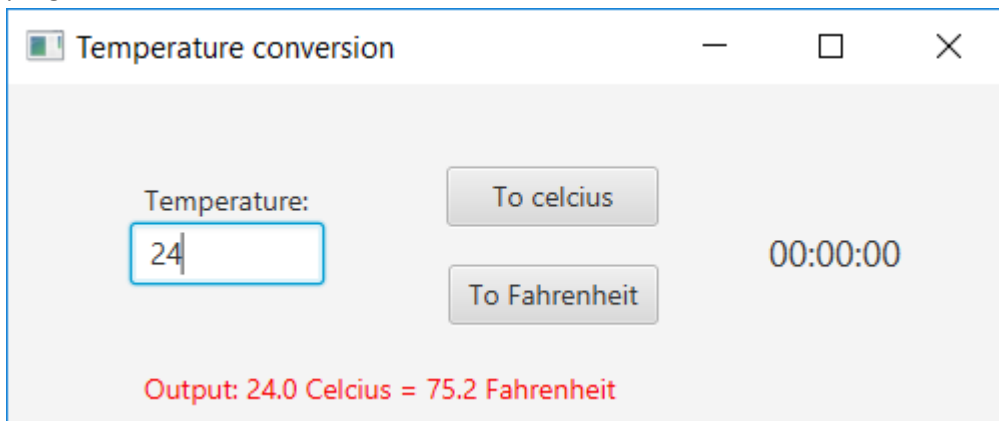 Temperature conversion
Temperature:
24
To celcius
To Fahrenheit
00:00:00
Output: 24.0 Celcius = 75.2 Fahrenheit